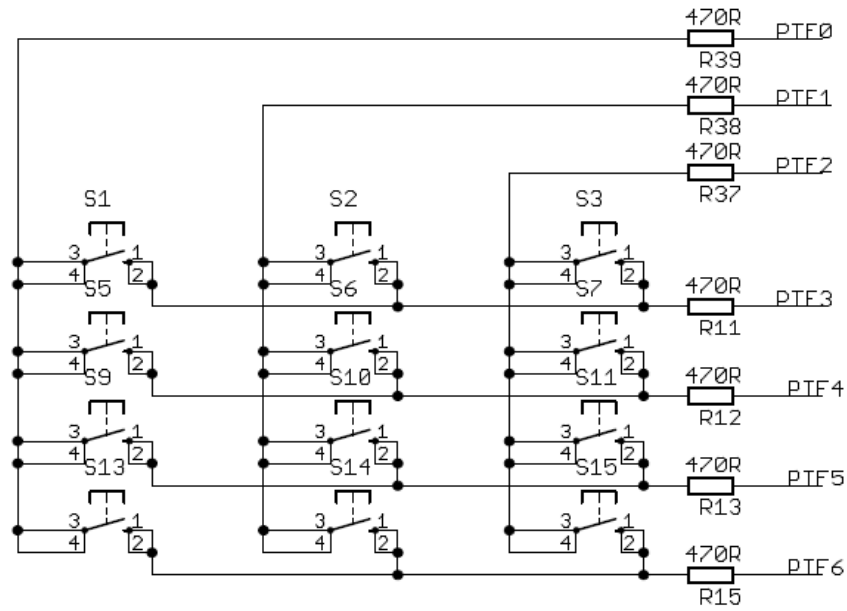 470R PTF0
R39
470R PTF1
R38
470R PTF2
R37
S1 S2 S3
3 1 3 1 3 1
4 2 4 2 4 2
S5 S6 S7
470R PTF3
R11
3 1 3 1 3 1
4 2 4 2 4 2
S9 S10 S11
470R PTF4
R12
3 1 3 1 3 1
4 2 4 2 4 2
S13 S14 S15
470R PTF5
R13
3 1 3 1 3 1
4 2 4 2 4 2
470R PTF6
R15